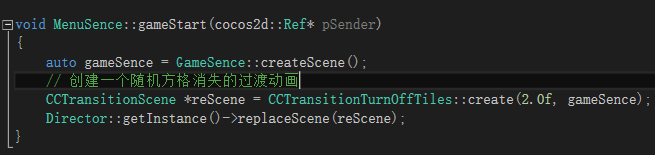 void MenuSence::gameStart(cocos2d::Ref* pSender)
{
auto gameSence = GameSence::createScene();
// 创建一个随机方格消失的过渡动画
CCTransitionScene *reScene = CCTransitionTurnOffTiles::create(2.0f, gameSence);
Director::getInstance()->replaceScene(reScene);
}